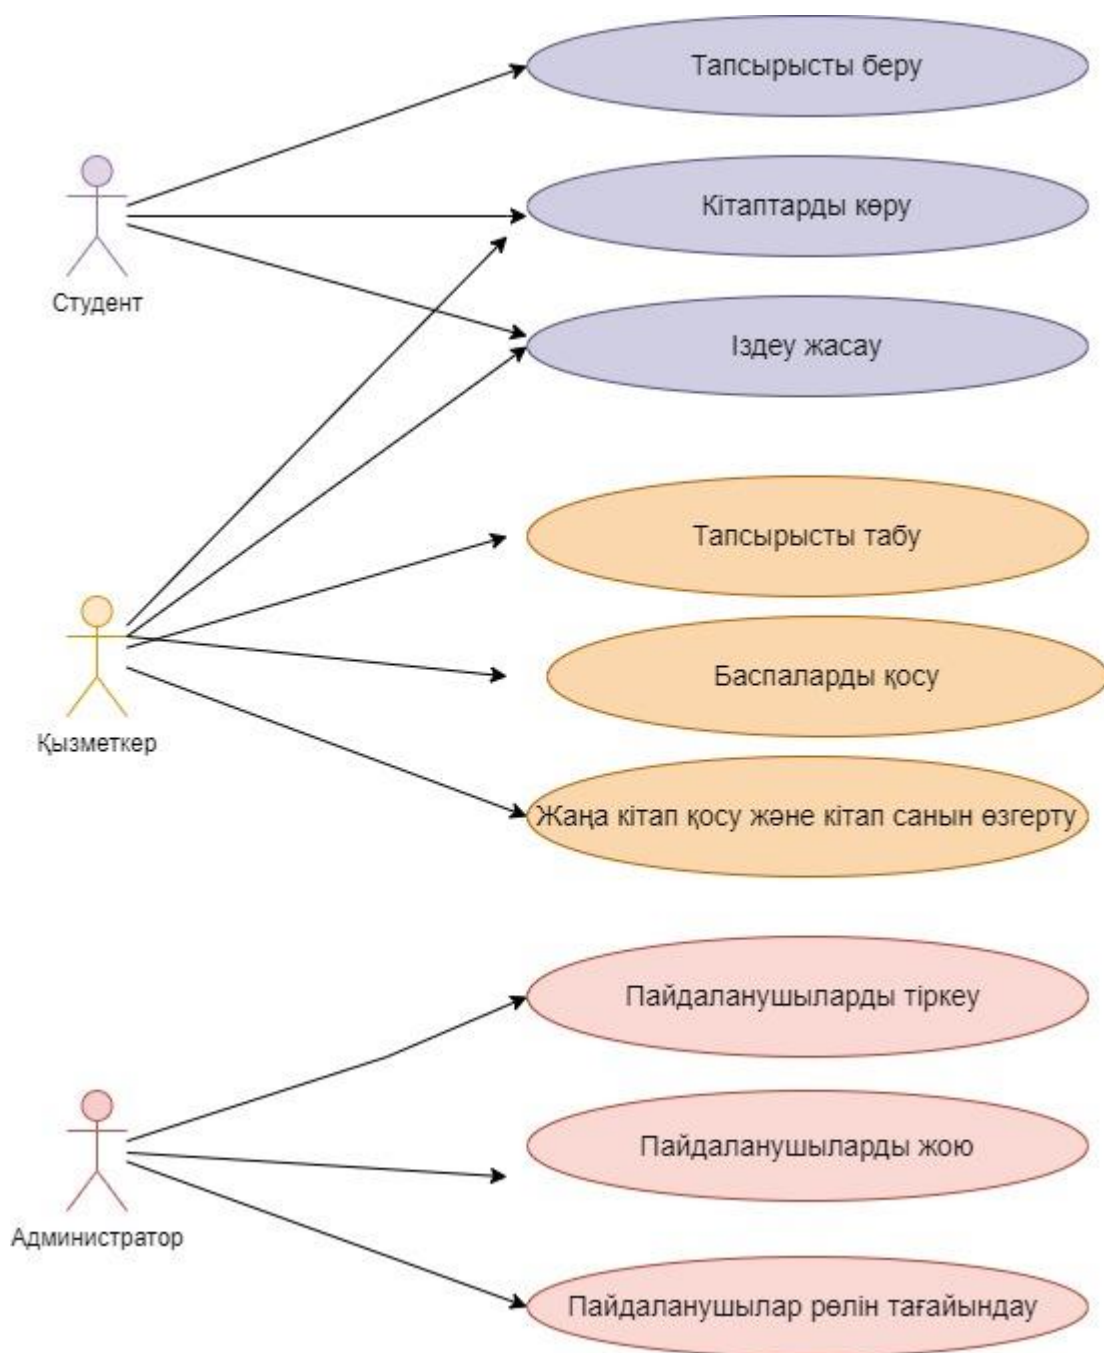 Тапсырысты беру
Кітаптарды көру
Студент
Іздеу жасау
Тапсырысты табу
Баспаларды қосу
Қызметкер
Жаңа кітап қосу және кітап санын өзгерту
Пайдаланушыларды тіркеу
Пайдаланушыларды жою
Администратор
Пайдаланушылар рөлін тағайындау